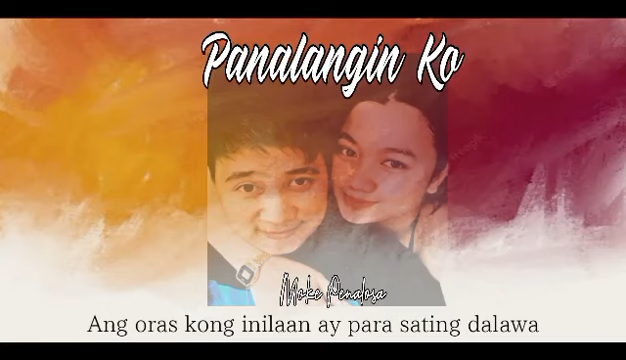 Panalangin Ko
Moke Penalosa
Ang oras kong inilaan ay para sating dalawa